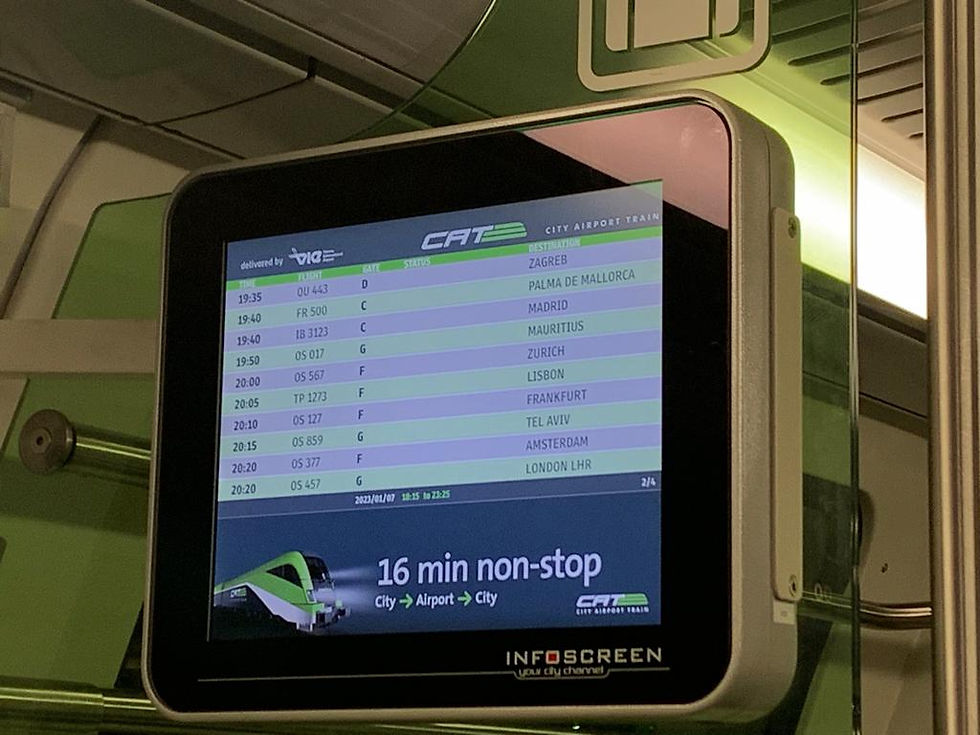 delivered by VIE CAT CITY AIRPORT TRAIN
TIME FLIGHT GATE STATUS DESTINATION
19:35 OU 443 D ZAGREB
19:40 FR 500 C PALMA DE MALLORCA
19:40 IB 3123 C MADRID
19:50 OS 017 G MAURITIUS
20:00 OS 567 F ZURICH
20:05 TP 1273 F LISBON
20:10 OS 127 F FRANKFURT
20:15 OS 859 G TEL AVIV
20:20 OS 377 F AMSTERDAM
20:20 OS 457 G LONDON LHR
2023/01/07 18:15 to 23:25 2/4
16 min non-stop
City → Airport → City
CAT
CITY AIRPORT TRAIN
INFOSCREEN
your city channel